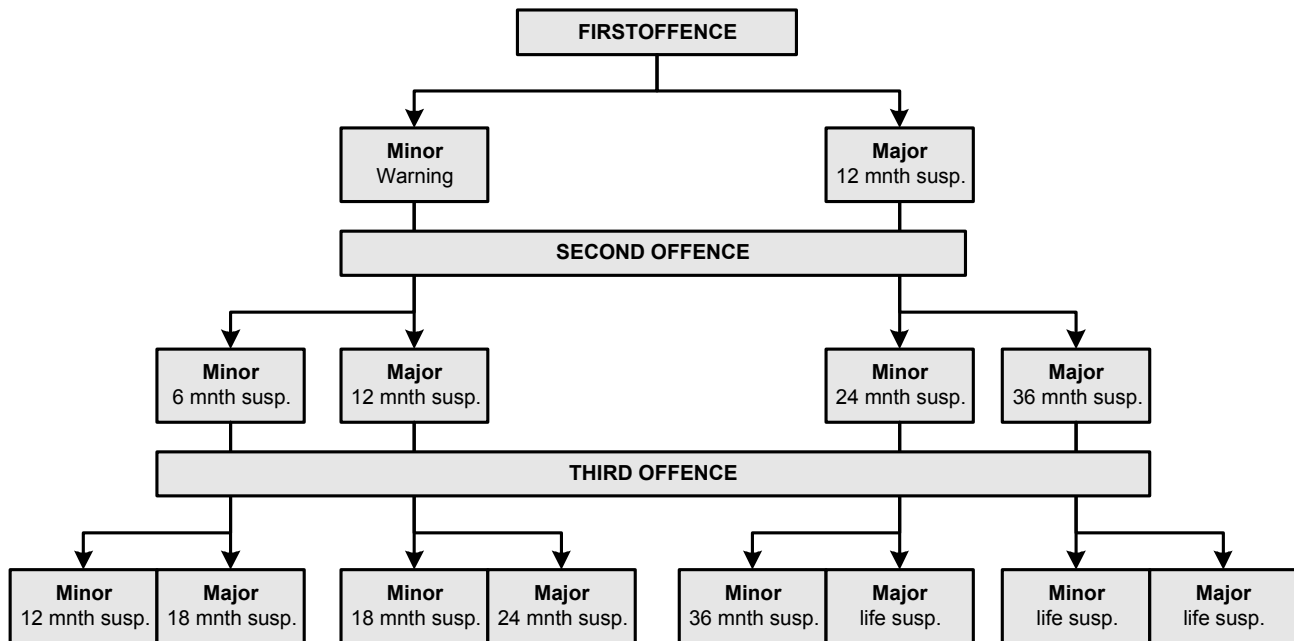 FIRSTOFFENCE
Minor
Warning
Major
12 mnth susp.
SECOND OFFENCE
Minor
6 mnth susp.
Major
12 mnth susp.
Minor
24 mnth susp.
Major
36 mnth susp.
THIRD OFFENCE
Minor
12 mnth susp.
Major
18 mnth susp.
Minor
18 mnth susp.
Major
24 mnth susp.
Minor
36 mnth susp.
Major
life susp.
Minor
life susp.
Major
life susp.